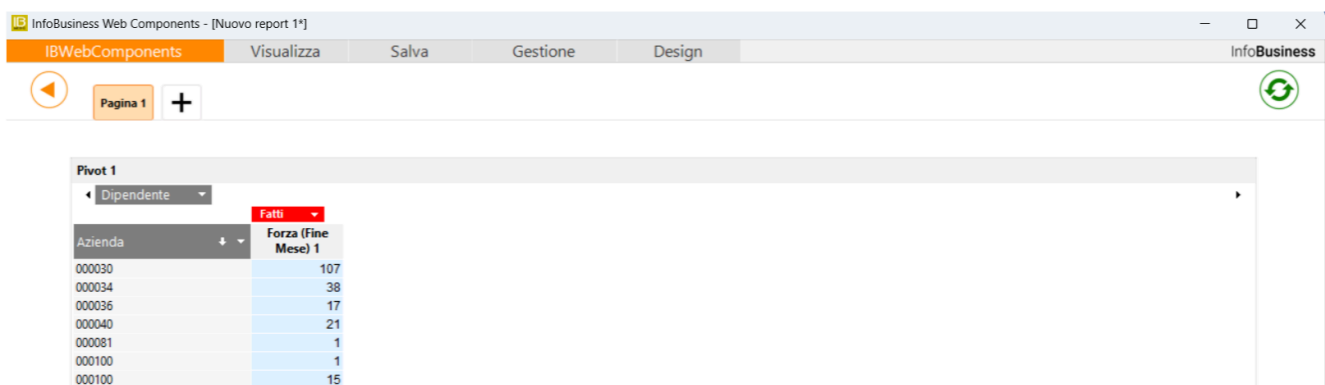 InfoBusiness Web Components - [Nuovo report 1*]
IBWebComponents Visualizza Salva Gestione Design InfoBusiness
Pagina 1
Pivot 1
Dipendente
Fatti
Azienda
Forza (Fine
Mese) 1
000030 107
000034 38
000036 17
000040 21
000081 1
000100 1
000100 15